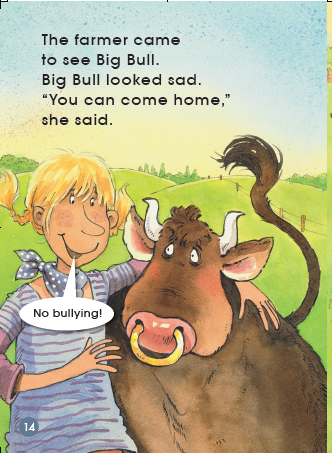 The farmer came
to see Big Bull.
Big Bull looked sad.
“You can come home,”
she said.
No bullying!
14